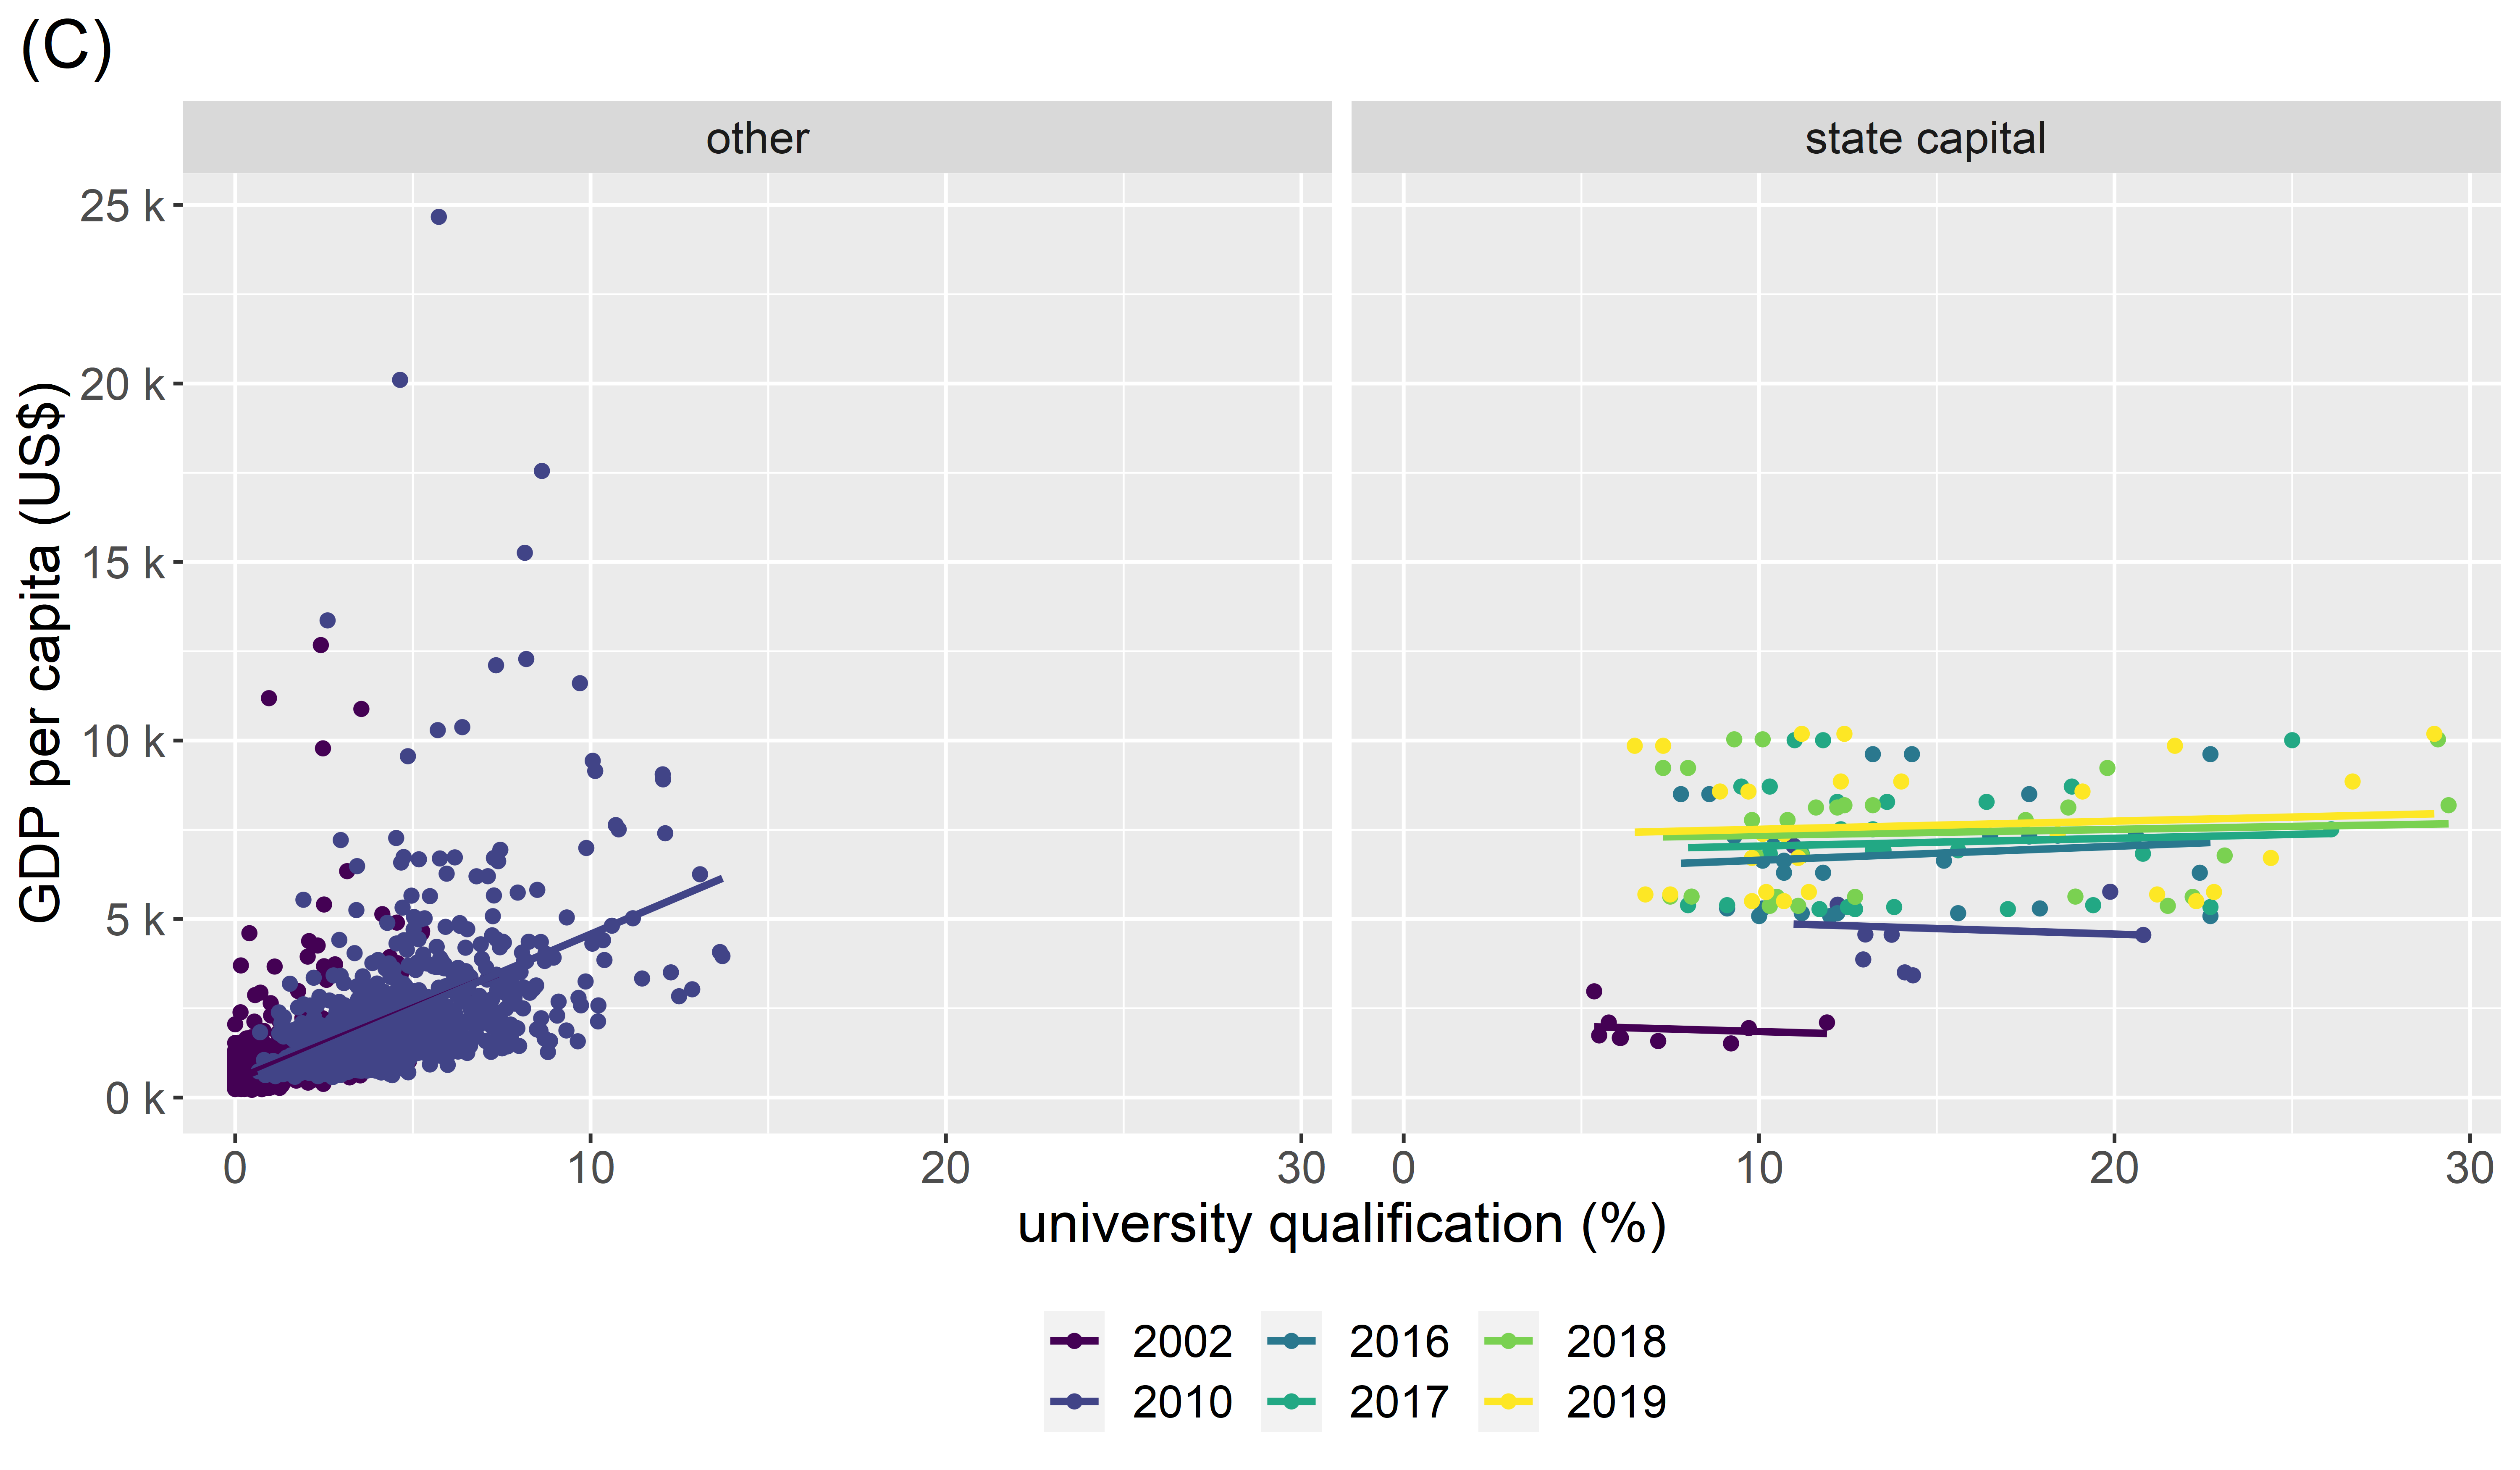 (C)
other
state capital
GDP per capita (US$)
25 k
20 k
15 k
10 k
5 k
0 k
0 10 20 30 0 10 20 30
university qualification (%)
2002 2016 2018
2010 2017 2019